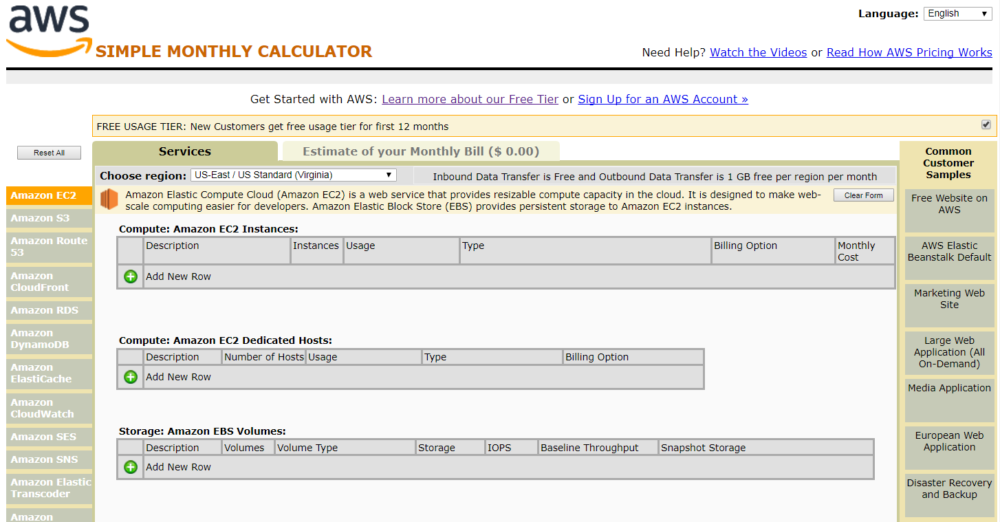 aws
SIMPLE MONTHLY CALCULATOR
Language: English
Need Help? Watch the Videos or Read How AWS Pricing Works
Get Started with AWS: Learn more about our Free Tier or Sign Up for an AWS Account »
FREE USAGE TIER: New Customers get free usage tier for first 12 months
Reset All
Services
Estimate of your Monthly Bill ($ 0.00)
Choose region: US-East / US Standard (Virginia)
Inbound Data Transfer is Free and Outbound Data Transfer is 1 GB free per region per month
Amazon Elastic Compute Cloud (Amazon EC2) is a web service that provides resizable compute capacity in the cloud. It is designed to make web-
scale computing easier for developers. Amazon Elastic Block Store (EBS) provides persistent storage to Amazon EC2 instances.
Clear Form
Amazon EC2
Amazon S3
Amazon Route
53
Amazon
CloudFront
Amazon RDS
Amazon
DynamoDB
Amazon
ElastiCache
Amazon
CloudWatch
Amazon SES
Amazon SNS
Amazon Elastic
Transcoder
Amazon
Compute: Amazon EC2 Instances:
Description Instances Usage Type Billing Option Monthly
Cost
Add New Row
Compute: Amazon EC2 Dedicated Hosts:
Description Number of Hosts Usage Type Billing Option
Add New Row
Storage: Amazon EBS Volumes:
Description Volumes Volume Type Storage IOPS Baseline Throughput Snapshot Storage
Add New Row
Common
Customer
Samples
Free Website on
AWS
AWS Elastic
Beanstalk Default
Marketing Web
Site
Large Web
Application (All
On-Demand)
Media Application
European Web
Application
Disaster Recovery
and Backup